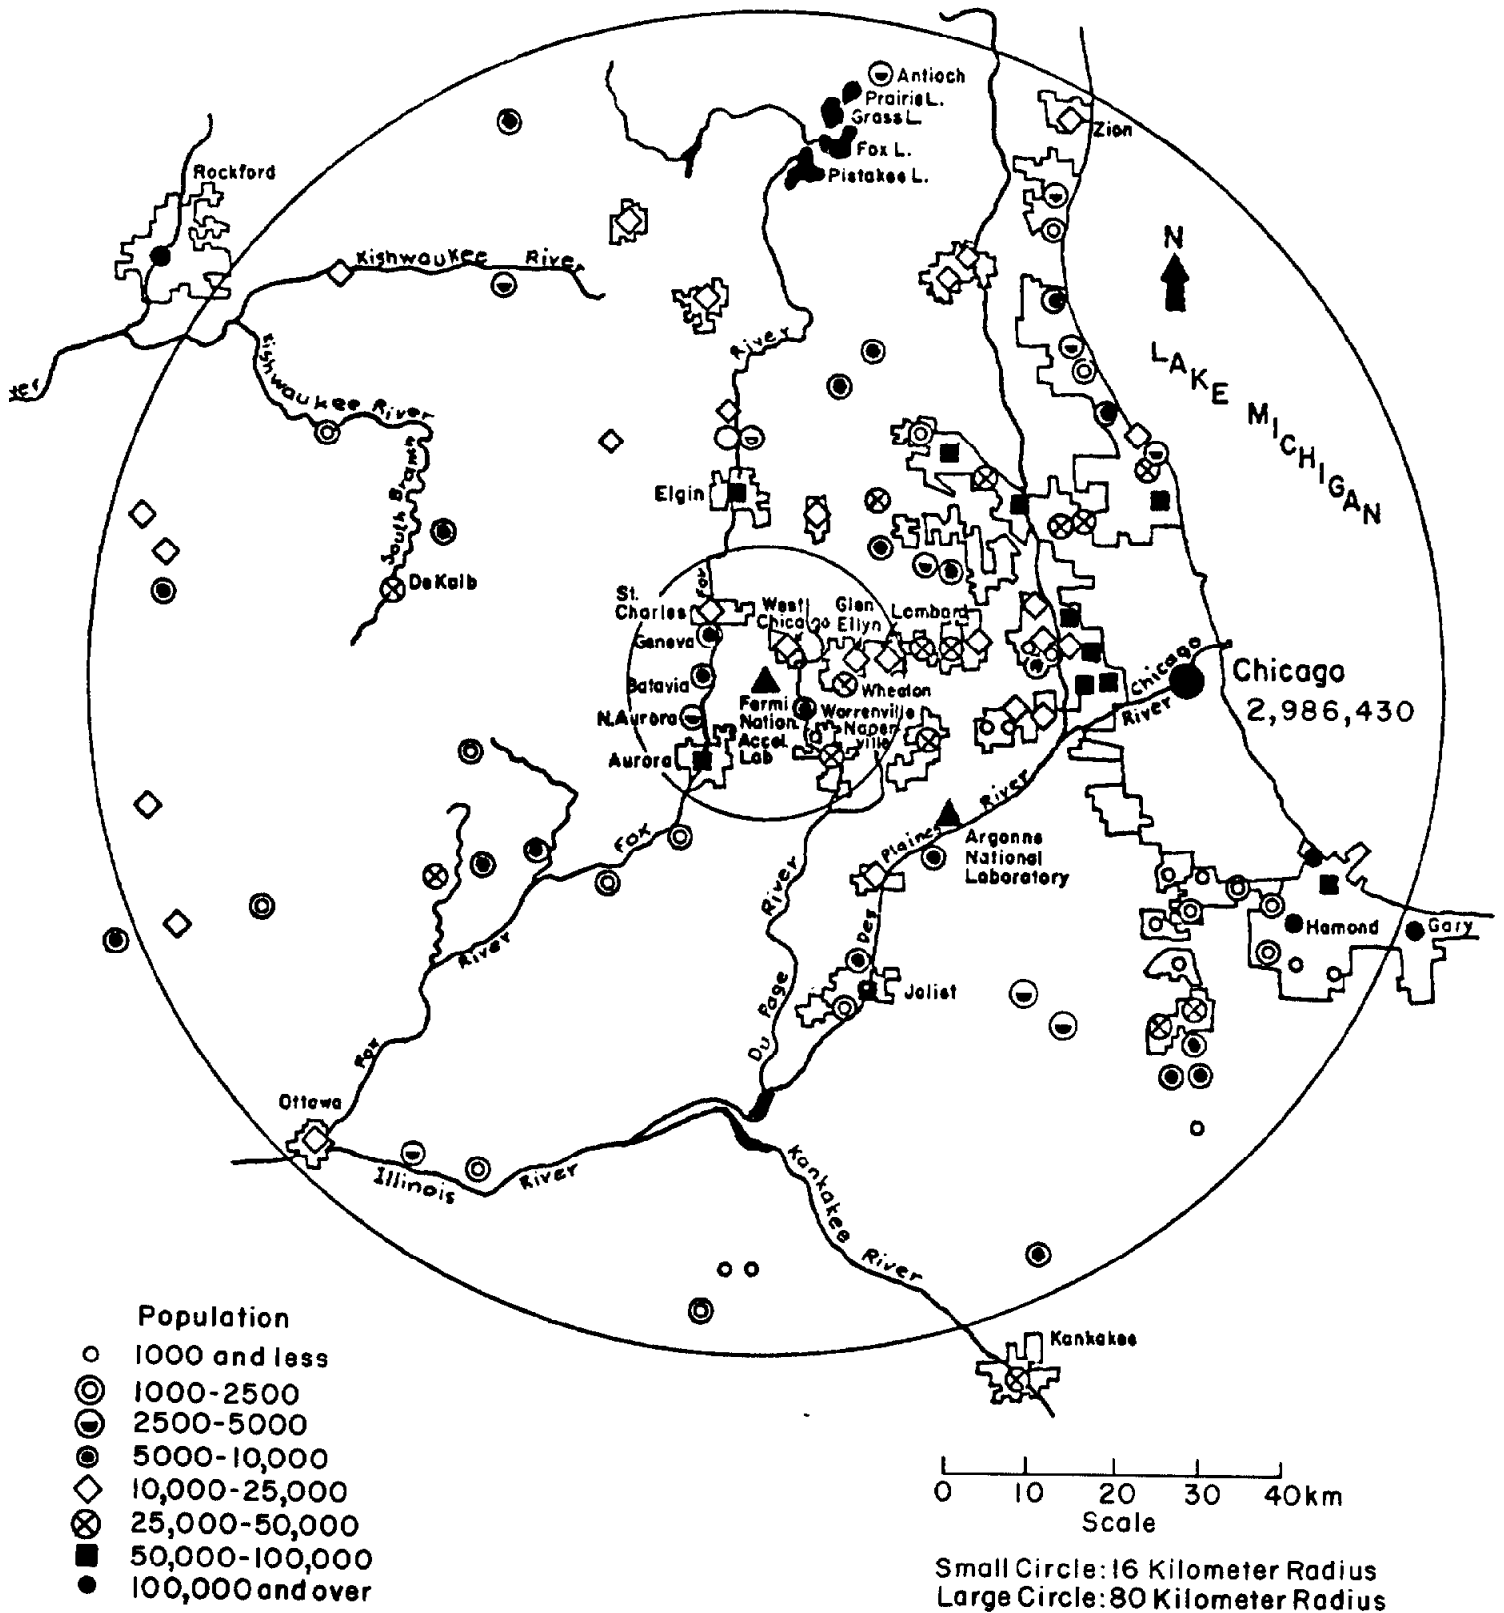 Antioch
Prairie L.
Grass L.
Fox L.
Pistakee L.
Zion
Rockford
N
Kishwaukee River
LAKE MICHIGAN
River
Kishwaukee River
South Branch
Elgin
DeKalb
Fox
St.
Charles
West
Chicago
Glen
Ellyn
Lombard
Geneva
Batavia
Wheaton
N. Aurora
Fermi
Nation.
Accel.
Lab
Warrenville
Naper-
ville
Aurora
Chicago
River
Chicago
2,986,430
Fox
River
Des
Plaines
River
Argonne
National
Laboratory
Du Page
River
Joliet
Hamond
Gary
Fox
River
Ottawa
Illinois River
Kankakee River
Kankakee
Population
1000 and less
1000-2500
2500-5000
5000-10,000
10,000-25,000
25,000-50,000
50,000-100,000
100,000 and over
0 10 20 30 40km
Scale
Small Circle: 16 Kilometer Radius
Large Circle: 80 Kilometer Radius